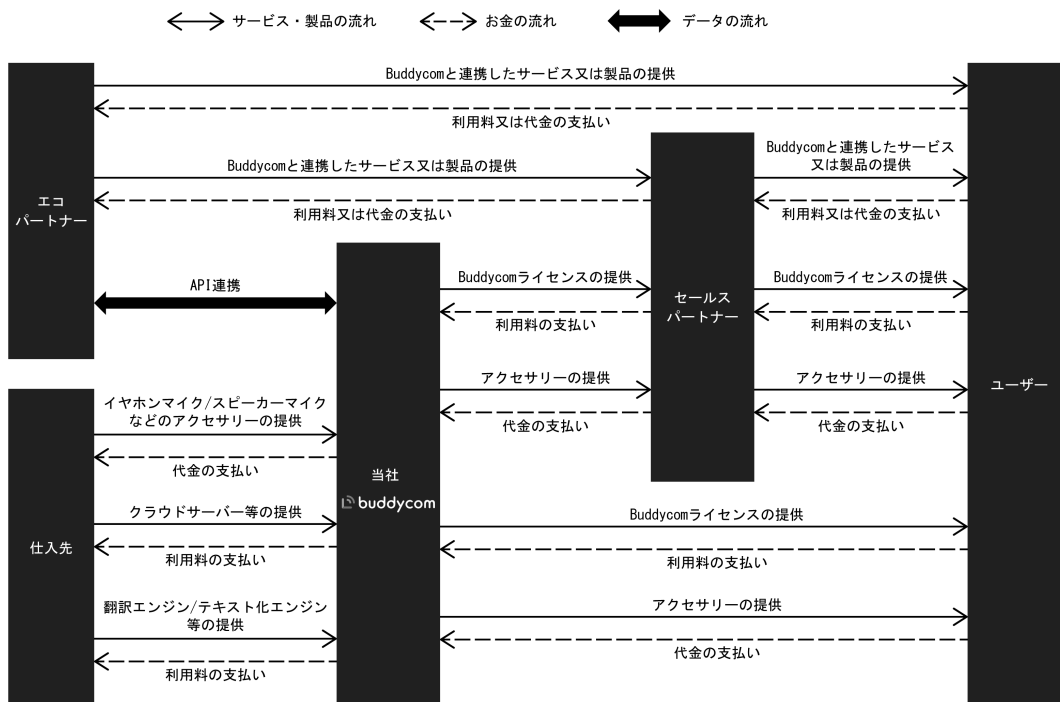 サービス・製品の流れ
お金の流れ
データの流れ
Buddycomと連携したサービス又は製品の提供
利用料又は代金の支払い
Buddycomと連携したサービス又は製品の提供
利用料又は代金の支払い
Buddycomと連携したサービス
又は製品の提供
利用料又は代金の支払い
エコ
パートナー
API連携
Buddycomライセンスの提供
利用料の支払い
セールス
パートナー
Buddycomライセンスの提供
利用料の支払い
アクセサリーの提供
代金の支払い
アクセサリーの提供
代金の支払い
ユーザー
イヤホンマイク/スピーカーマイク
などのアクセサリーの提供
代金の支払い
当社
buddycom
クラウドサーバー等の提供
利用料の支払い
仕入先
Buddycomライセンスの提供
利用料の支払い
翻訳エンジン/テキスト化エンジン
等の提供
利用料の支払い
アクセサリーの提供
代金の支払い